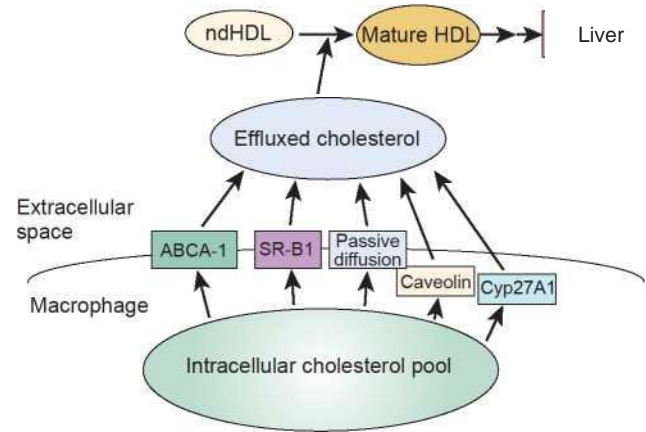 ndHDL
Mature HDL
Liver
Effluxed cholesterol
Extracellular
space
ABCA-1
SR-B1
Passive
diffusion
Caveolin
Cyp27A1
Macrophage
Intracellular cholesterol pool